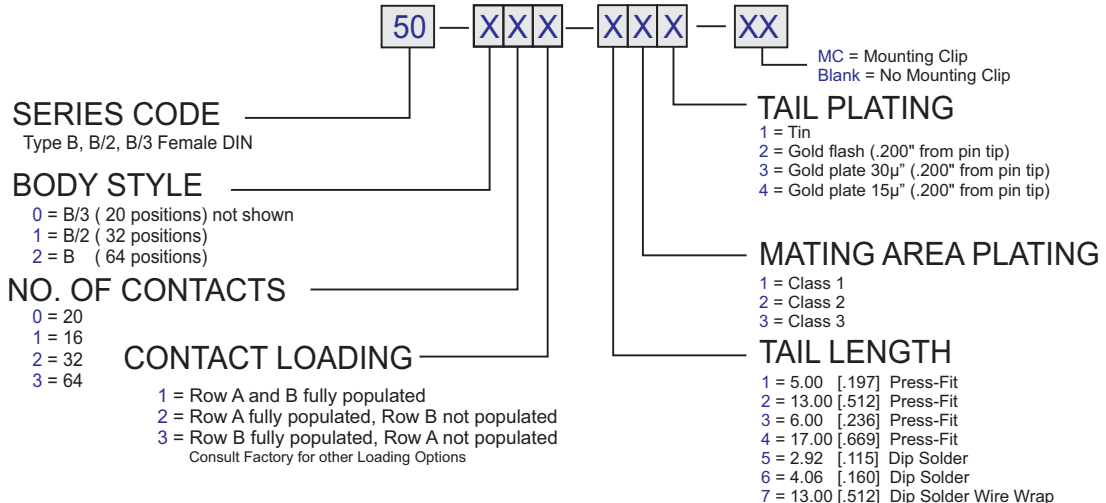 50 — XXX — XXX — XX
MC = Mounting Clip
Blank = No Mounting Clip
SERIES CODE
Type B, B/2, B/3 Female DIN
BODY STYLE
0 = B/3 ( 20 positions) not shown
1 = B/2 ( 32 positions)
2 = B ( 64 positions)
NO. OF CONTACTS
0 = 20
1 = 16
2 = 32
3 = 64
CONTACT LOADING
1 = Row A and B fully populated
2 = Row A fully populated, Row B not populated
3 = Row B fully populated, Row A not populated
Consult Factory for other Loading Options
TAIL PLATING
1 = Tin
2 = Gold flash (.200" from pin tip)
3 = Gold plate 30µ” (.200" from pin tip)
4 = Gold plate 15µ” (.200" from pin tip)
MATING AREA PLATING
1 = Class 1
2 = Class 2
3 = Class 3
TAIL LENGTH
1 = 5.00 [.197] Press-Fit
2 = 13.00 [.512] Press-Fit
3 = 6.00 [.236] Press-Fit
4 = 17.00 [.669] Press-Fit
5 = 2.92 [.115] Dip Solder
6 = 4.06 [.160] Dip Solder
7 = 13.00 [.512] Dip Solder Wire Wrap